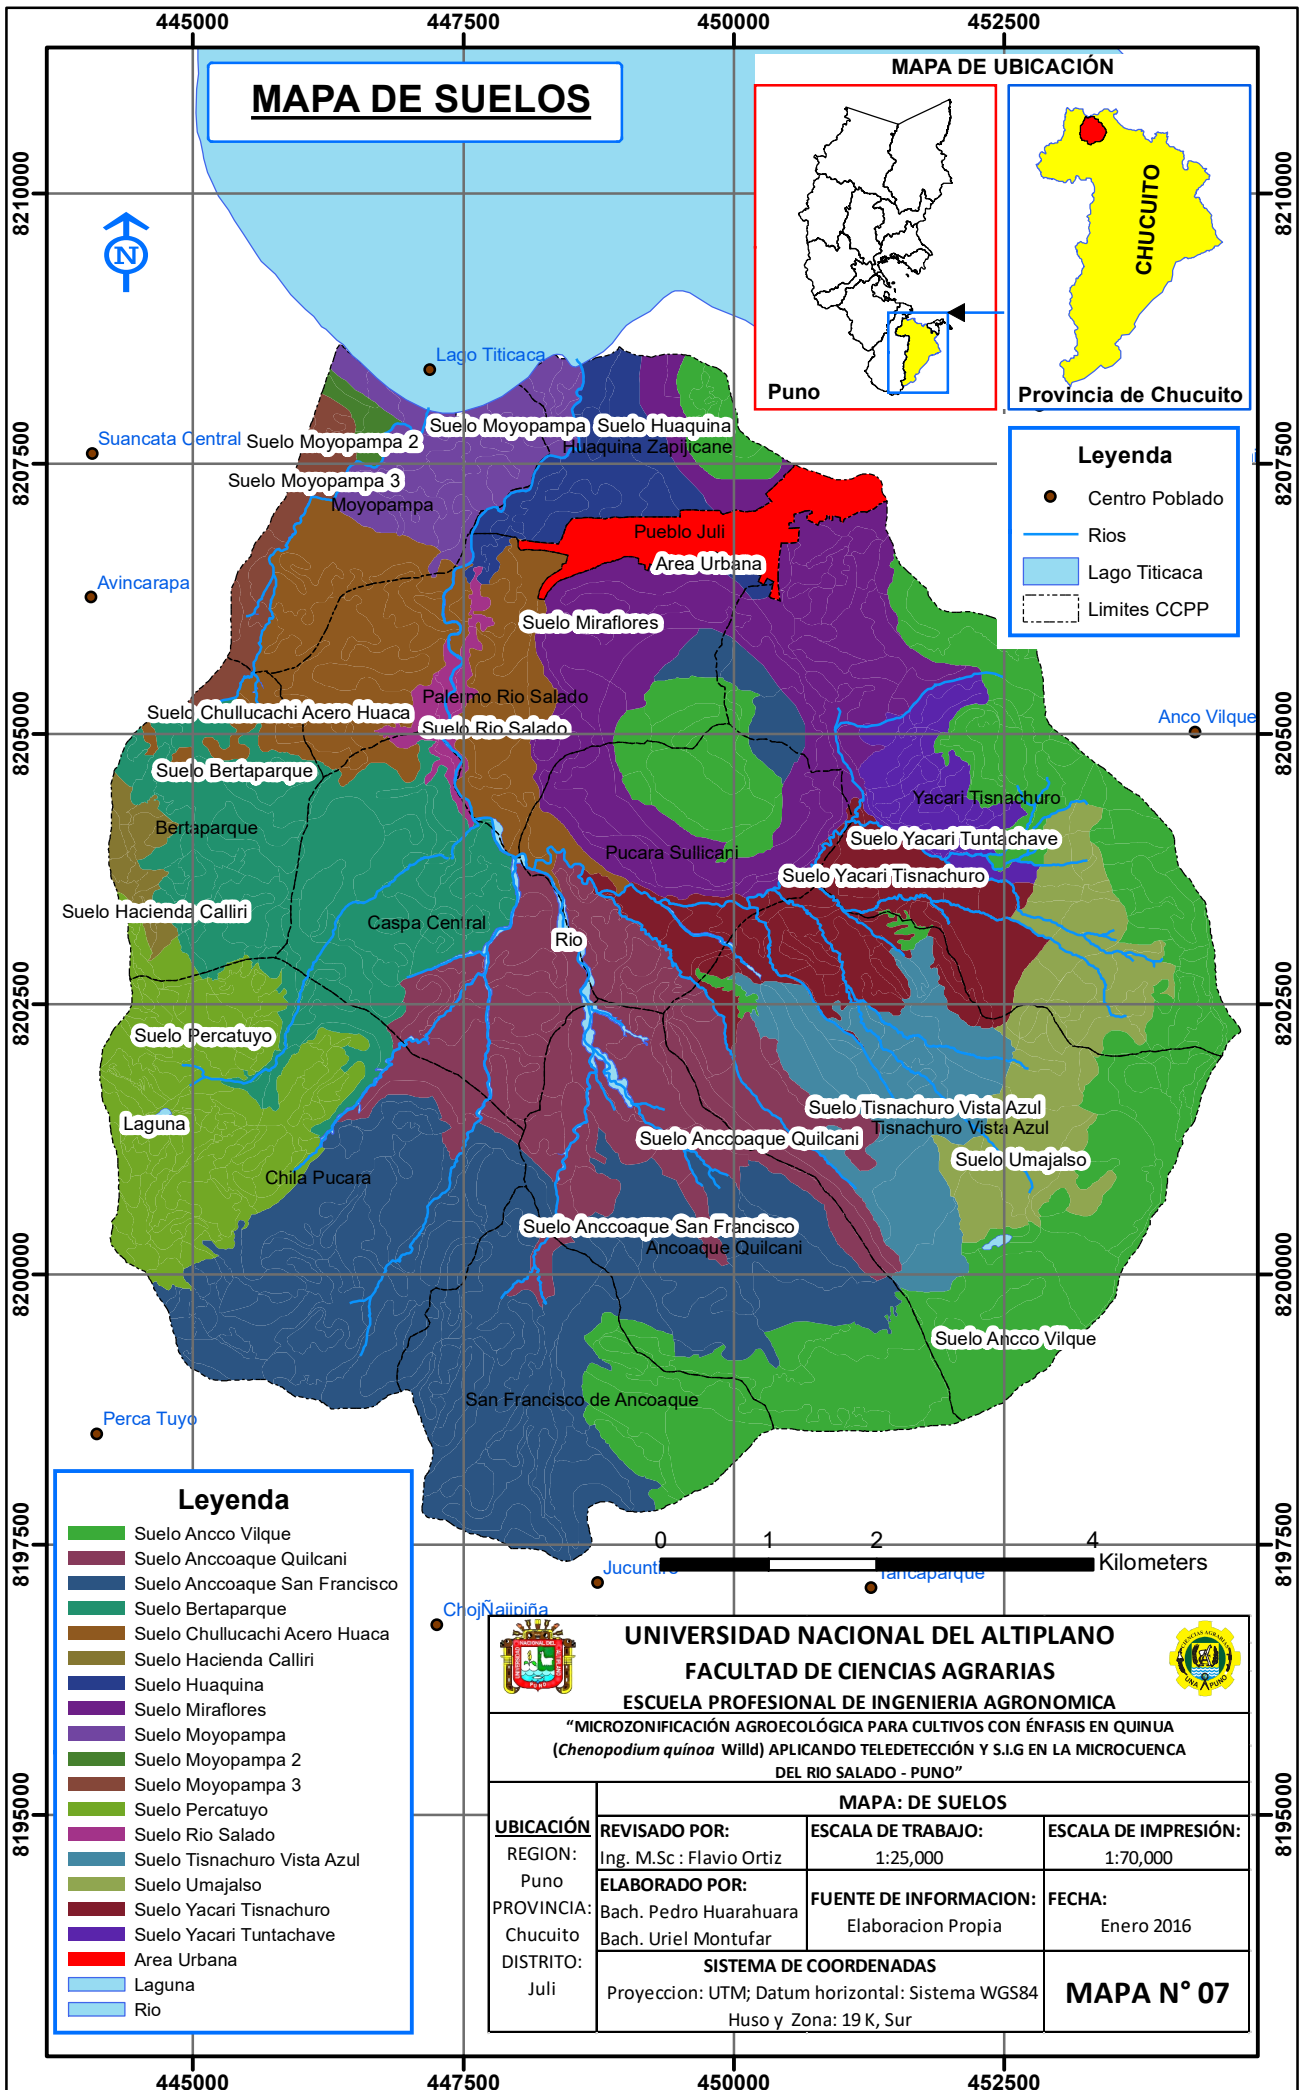 445000
447500
450000
452500
MAPA DE SUELOS
MAPA DE UBICACIÓN
Puno
CHUCUITO
Provincia de Chucuito
8210000
8210000
N
Lago Titicaca
Suancata Central
Suelo Moyopampa 2
Suelo Moyopampa
Suelo Huaquina
Huaquina Zapijicane
8207500
8207500
Suelo Moyopampa 3
Moyopampa
Leyenda
Centro Poblado
Rios
Lago Titicaca
Limites CCPP
Pueblo Juli
Area Urbana
Avincarapa
Suelo Miraflores
Palermo Rio Salado
Suelo Chullucachi Acero Huaca
Suelo Rio Salado
Anco Vilque
8205000
8205000
Suelo Bertaparque
Yacari Tisnachuro
Bertaparque
Suelo Yacari Tuntachave
Pucara Sullicani
Suelo Yacari Tisnachuro
Suelo Hacienda Calliri
Caspa Central
Rio
8202500
8202500
Suelo Percatuyo
Laguna
Suelo Tisnachuro Vista Azul
Tisnachuro Vista Azul
Suelo Anccoaque Quilcani
Suelo Umajalso
Chila Pucara
Suelo Anccoaque San Francisco
Ancoaque Quilcani
8200000
8200000
Suelo Ancco Vilque
San Francisco de Ancoaque
Perca Tuyo
8197500
8197500
0 1 2 4
Kilometers
Yancaparque
ChojÑajipiña
Leyenda
Suelo Ancco Vilque
Suelo Anccoaque Quilcani
Suelo Anccoaque San Francisco
Suelo Bertaparque
Suelo Chullucachi Acero Huaca
Suelo Hacienda Calliri
Suelo Huaquina
Suelo Miraflores
Suelo Moyopampa
Suelo Moyopampa 2
Suelo Moyopampa 3
Suelo Percatuyo
Suelo Rio Salado
Suelo Tisnachuro Vista Azul
Suelo Umajalso
Suelo Yacari Tisnachuro
Suelo Yacari Tuntachave
Area Urbana
Laguna
Rio
8195000
8195000
UNIVERSIDAD NACIONAL DEL ALTIPLANO
FACULTAD DE CIENCIAS AGRARIAS
ESCUELA PROFESIONAL DE INGENIERIA AGRONOMICA
“MICROZONIFICACIÓN AGROECOLÓGICA PARA CULTIVOS CON ÉNFASIS EN QUINUA
(Chenopodium quínoa Willd) APLICANDO TELEDETECCIÓN Y S.I.G EN LA MICROCUENCA
DEL RIO SALADO - PUNO”
MAPA: DE SUELOS
UBICACIÓN
REGION:
Puno
PROVINCIA:
Chucuito
DISTRITO:
Juli
REVISADO POR:
Ing. M.Sc : Flavio Ortiz
ESCALA DE TRABAJO:
1:25,000
ESCALA DE IMPRESIÓN:
1:70,000
ELABORADO POR:
Bach. Pedro Huarahuara
Bach. Uriel Montufar
FUENTE DE INFORMACION:
Elaboracion Propia
FECHA:
Enero 2016
SISTEMA DE COORDENADAS
Proyeccion: UTM; Datum horizontal: Sistema WGS84
Huso y Zona: 19 K, Sur
MAPA N° 07
445000
447500
450000
452500